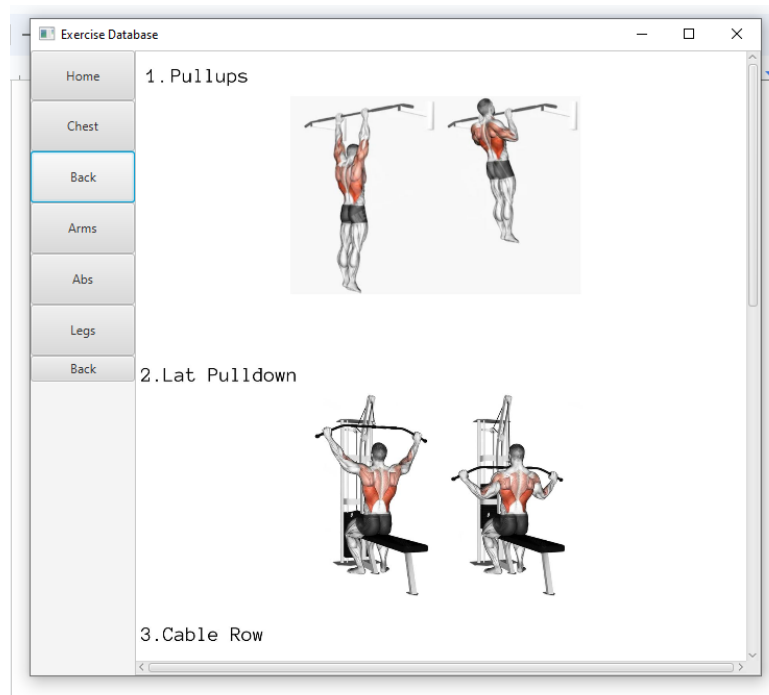 Exercise Database
Home
Chest
Back
Arms
Abs
Legs
Back
1.Pullups
2.Lat Pulldown
3.Cable Row